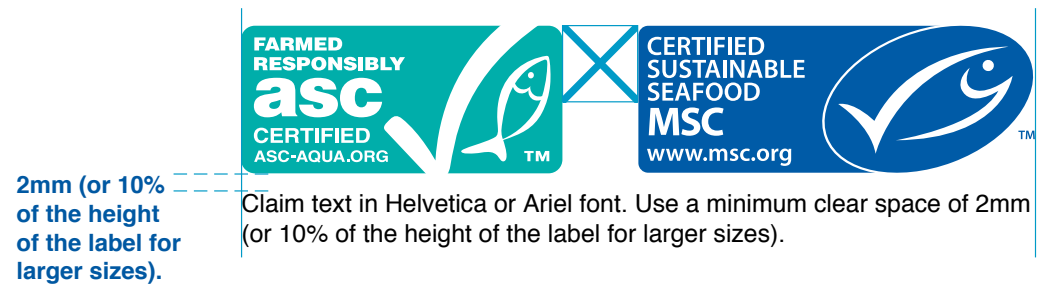 FARMED
RESPONSIBLY
asc
CERTIFIED
ASC-AQUA.ORG
TM
CERTIFIED
SUSTAINABLE
SEAFOOD
MSC
www.msc.org
TM
2mm (or 10%
of the height
of the label for
larger sizes).
Claim text in Helvetica or Ariel font. Use a minimum clear space of 2mm
(or 10% of the height of the label for larger sizes).